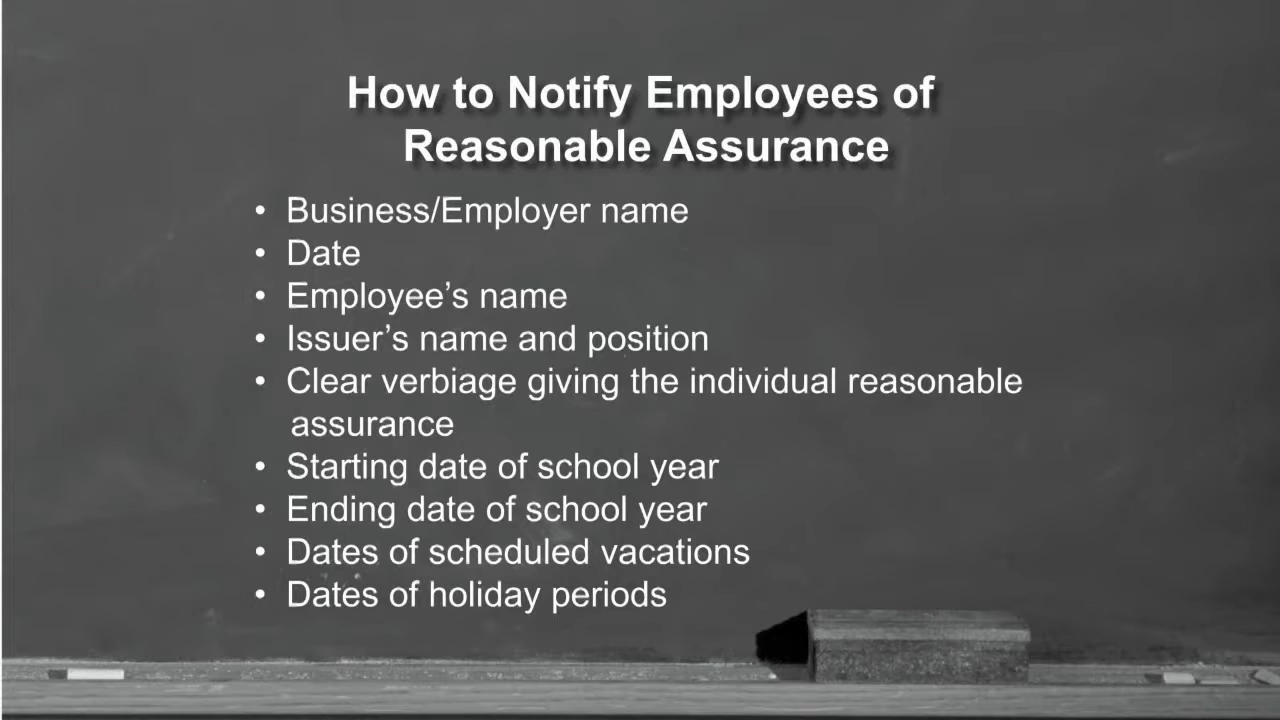 How to Notify Employees of
Reasonable Assurance
• Business/Employer name
• Date
• Employee’s name
• Issuer’s name and position
• Clear verbiage giving the individual reasonable
assurance
• Starting date of school year
• Ending date of school year
• Dates of scheduled vacations
• Dates of holiday periods